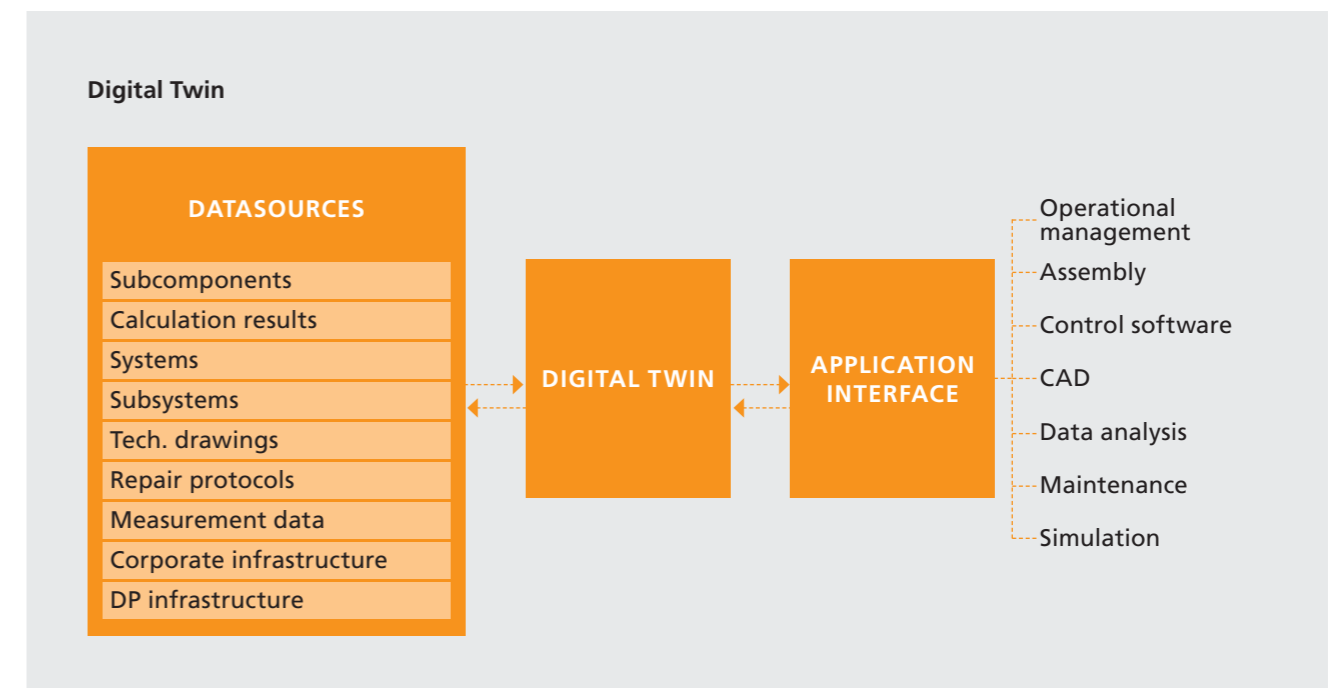 Digital Twin
DATASOURCES
Subcomponents
Calculation results
Systems
Subsystems
Tech. drawings
Repair protocols
Measurement data
Corporate infrastructure
DP infrastructure
DIGITAL TWIN
APPLICATION
INTERFACE
Operational
management
Assembly
Control software
CAD
Data analysis
Maintenance
Simulation